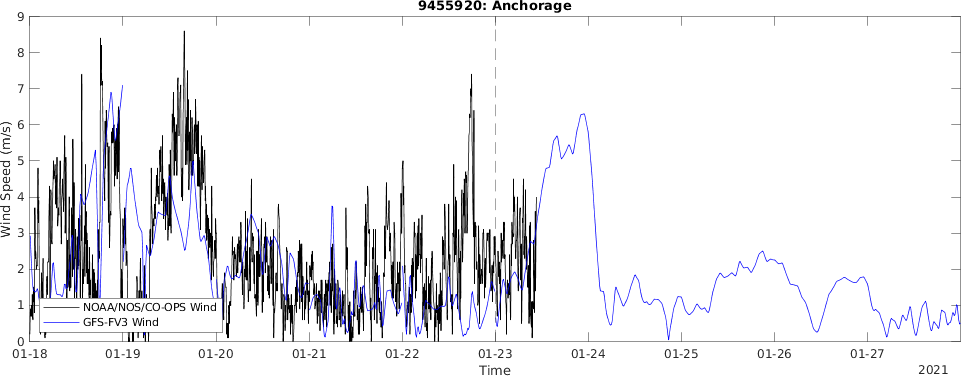 9455920: Anchorage
9
8
7
6
5
4
3
2
1
0
Wind Speed (m/s)
NOAA/NOS/CO-OPS Wind
GFS-FV3 Wind
01-18 01-19 01-20 01-21 01-22 01-23 01-24 01-25 01-26 01-27
Time
2021